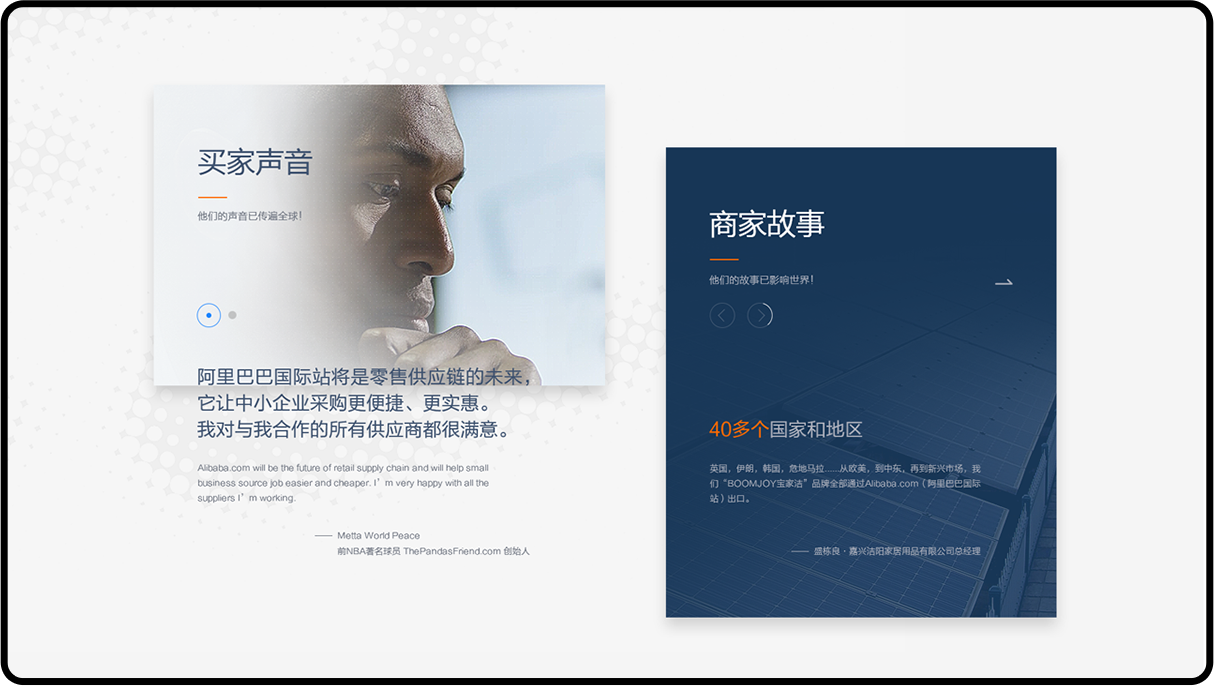 买家声音
他们的声音已传遍全球!
阿里巴巴国际站将是零售供应链的未来，
它让中小企业采购更便捷、更实惠。
我对与我合作的所有供应商都很满意。
Alibaba.com will be the future of retail supply chain and will help small
business source job easier and cheaper. I’m very happy with all the
suppliers I’m working.
—— Metta World Peace
前NBA著名球员 ThePandasFriend.com 创始人
商家故事
他们的故事已影响世界!
40多个国家和地区
英国，伊朗，韩国，危地马拉......从欧美，到中东，再到新兴市场，我
们“BOOMJOY宝家洁”品牌全部通过Alibaba.com（阿里巴巴国际
站）出口。
—— 盛栋良·嘉兴洁阳家居用品有限公司总经理